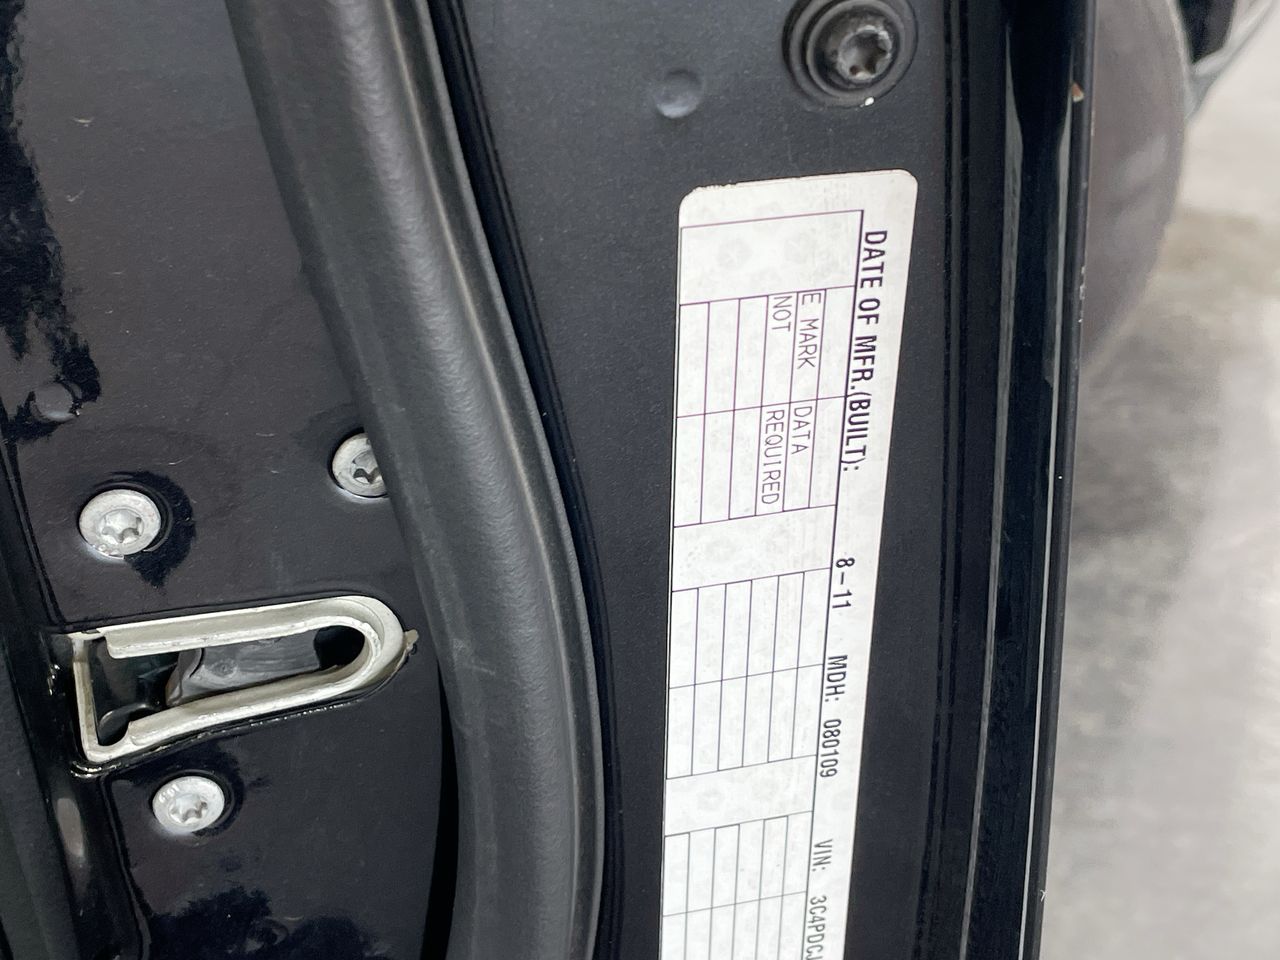 DATE OF MFR.(BUILT): 8-11 MDH: 080109 VIN: 3C4PDCJ
E MARK DATA
NOT REQUIRED